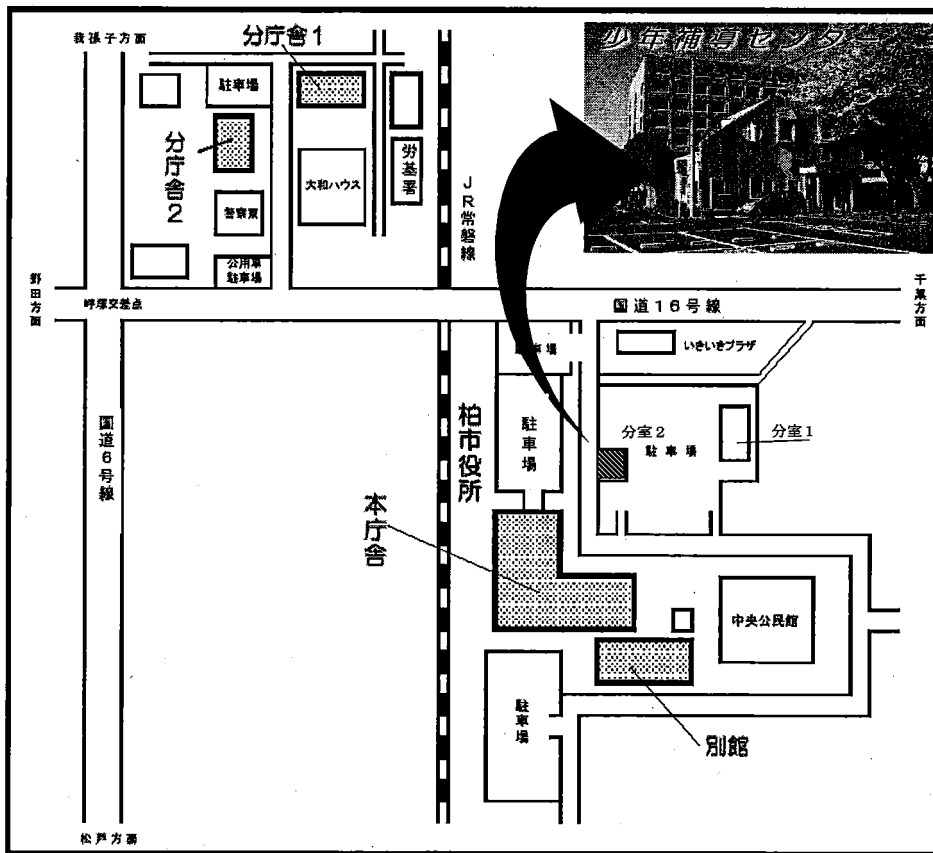 我孫子方面
分庁舎1
少年補導センター
駐車場
分庁舎2
大和ハウス
労基署
JR常磐線
警察署
公用車
駐車場
野田方面
呼塚交差点
国道16号線
千葉方面
駐車場
いきいきプラザ
国道6号線
柏市役所
駐車場
分室2
駐車場
分室1
本庁舎
中央公民館
駐車場
別館
松戸方面